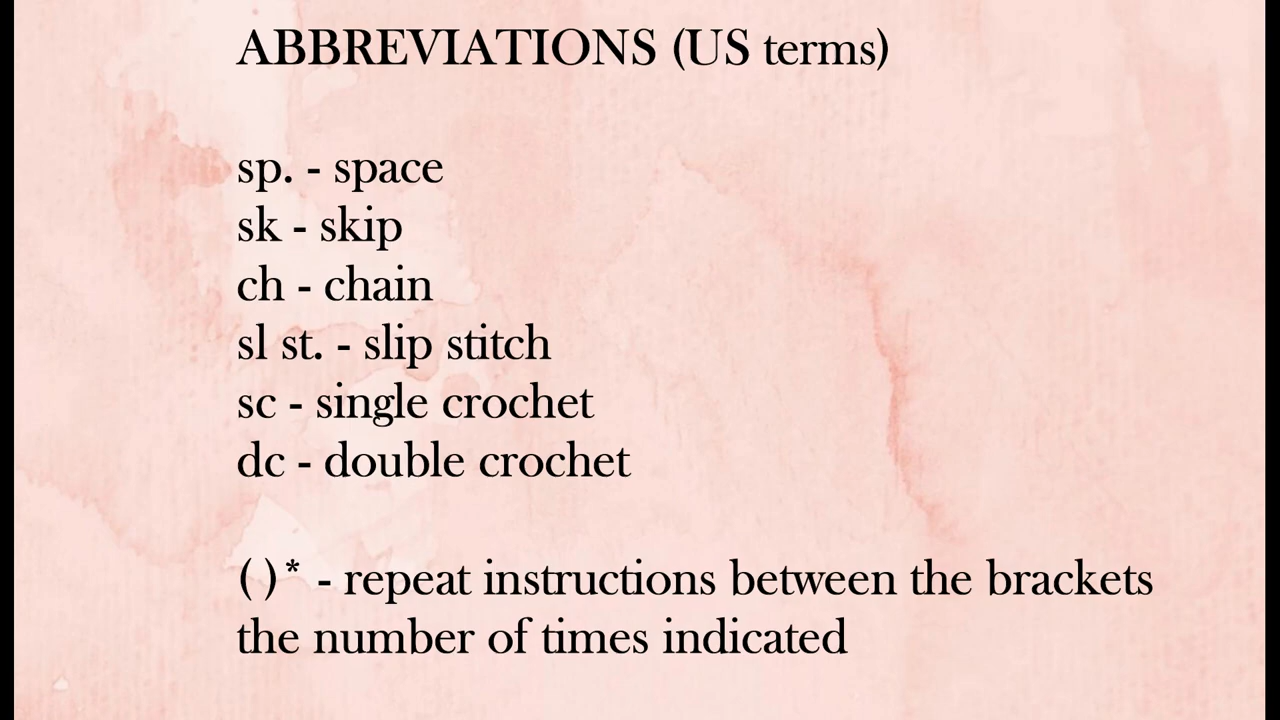 ABBREVIATIONS (US terms)
sp. - space
sk - skip
ch - chain
sl st. - slip stitch
sc - single crochet
dc - double crochet
( )* - repeat instructions between the brackets
the number of times indicated